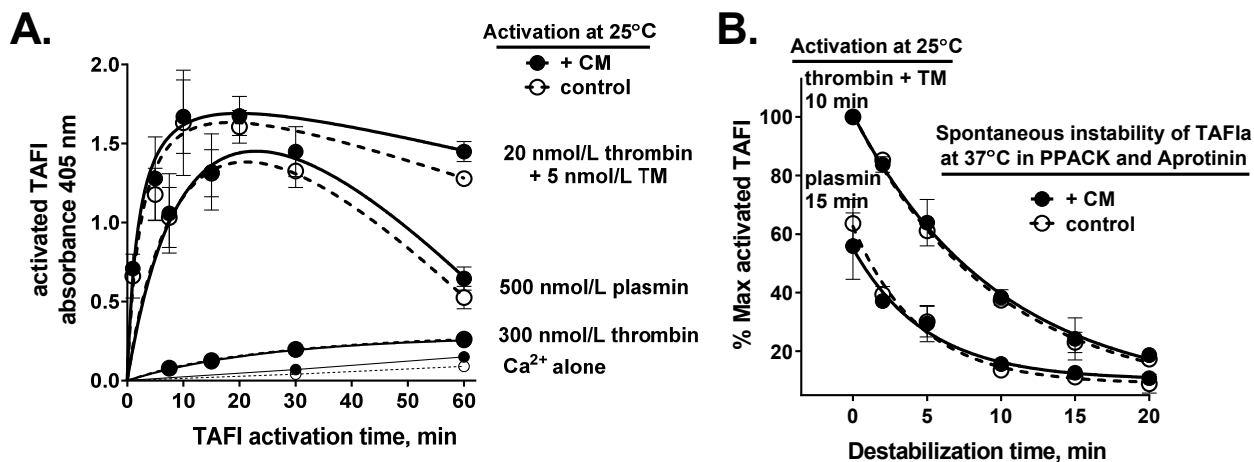 A.
Activation at 25°C
+ CM
control
activated TAFI
absorbance 405 nm
2.0
1.5
1.0
0.5
0.0
0
10
20
30
40
50
60
TAFI activation time, min
20 nmol/L thrombin
+ 5 nmol/L TM
500 nmol/L plasmin
300 nmol/L thrombin
Ca2+ alone
B.
Activation at 25°C
thrombin + TM
10 min
plasmin
15 min
Spontaneous instability of TAFIa
at 37°C in PPACK and Aprotinin
+ CM
control
% Max activated TAFI
100
80
60
40
20
0
5
10
15
20
Destabilization time, min